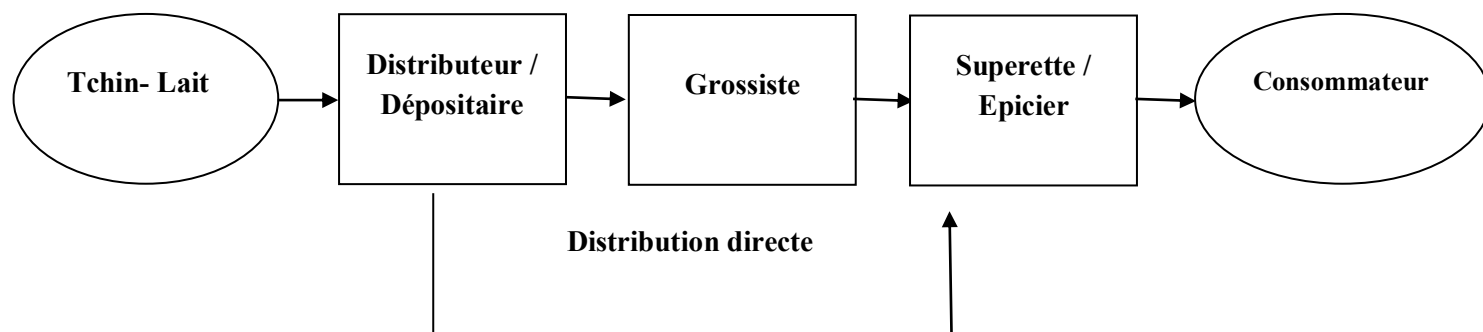 Tchin- Lait
Distributeur /
Dépositaire
Grossiste
Superette /
Epicier
Consommateur
Distribution directe